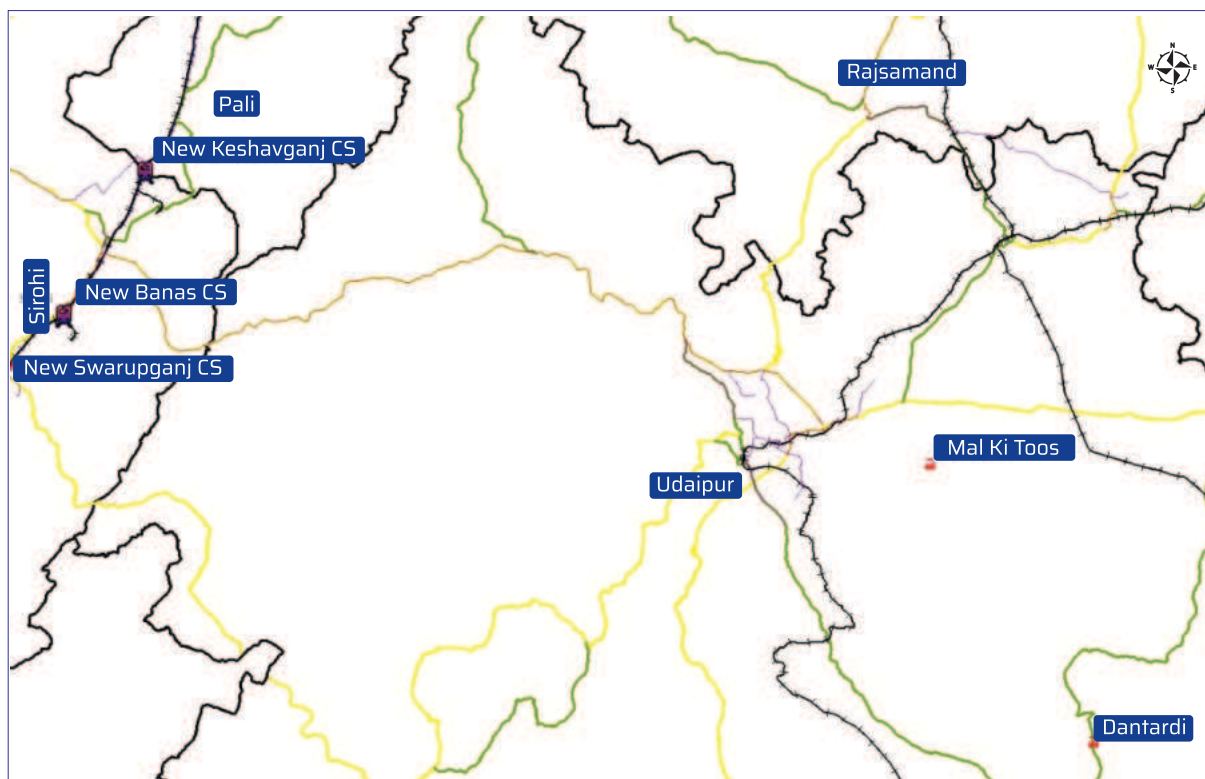 N
W E
S
Rajsamand
Pali
New Keshavganj CS
Sirohi
New Banas CS
New Swarupganj CS
Mal Ki Toos
Udaipur
Dantardi